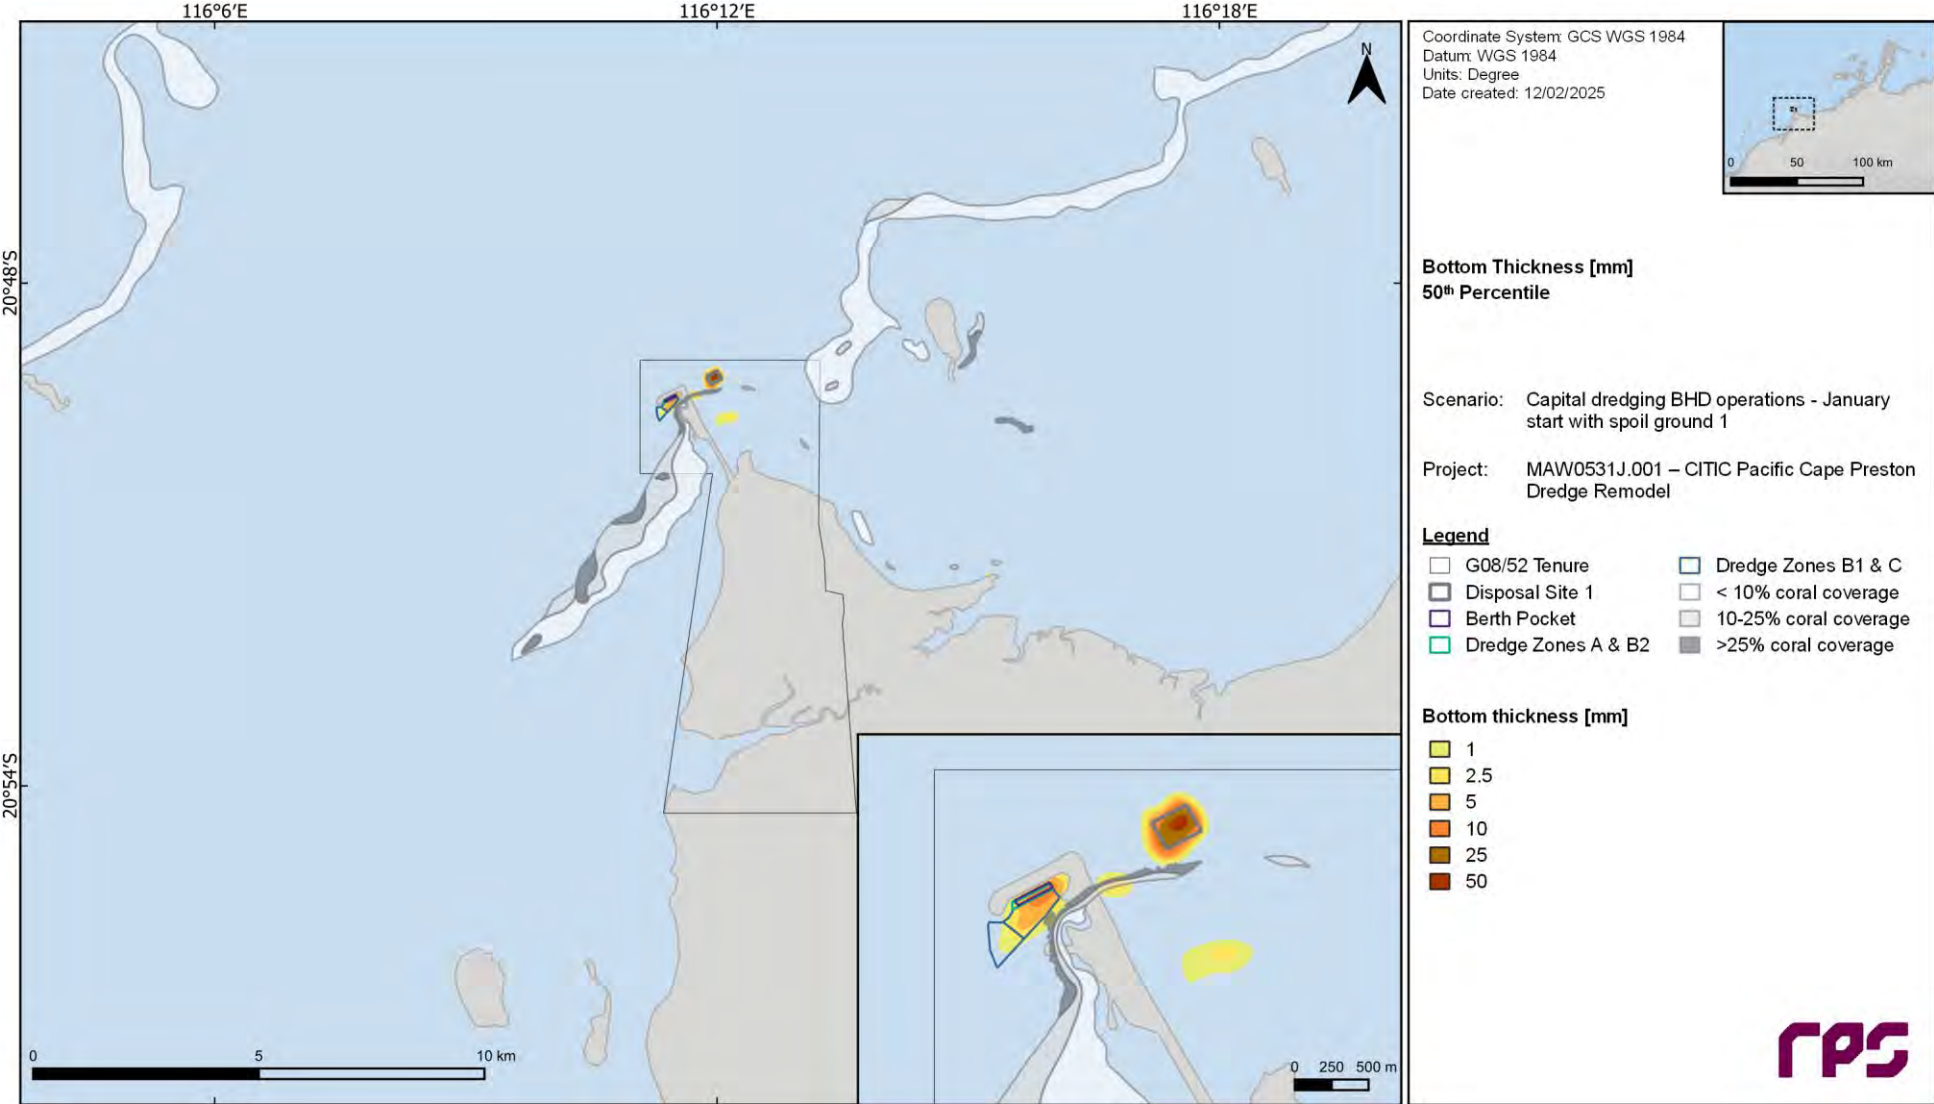 116°6′E
116°12′E
116°18′E
20°48′S
20°54′S
N
0
5
10 km
0
250
500 m
Coordinate System: GCS WGS 1984
Datum: WGS 1984
Units: Degree
Date created: 12/02/2025
0
50
100 km
Bottom Thickness [mm]
50th Percentile
Scenario: Capital dredging BHD operations - January
start with spoil ground 1
Project: MAW0531J.001 – CITIC Pacific Cape Preston
Dredge Remodel
Legend
G08/52 Tenure
Disposal Site 1
Berth Pocket
Dredge Zones A & B2
Dredge Zones B1 & C
< 10% coral coverage
10-25% coral coverage
>25% coral coverage
Bottom thickness [mm]
1
2.5
5
10
25
50
rps